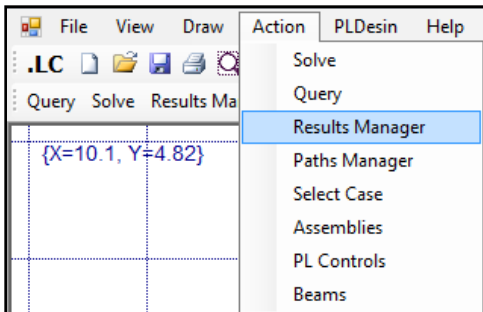 File View Draw Action PLDesin Help
.LC
Query Solve Results Ma
{X=10.1, Y=4.82}
Solve
Query
Results Manager
Paths Manager
Select Case
Assemblies
PL Controls
Beams